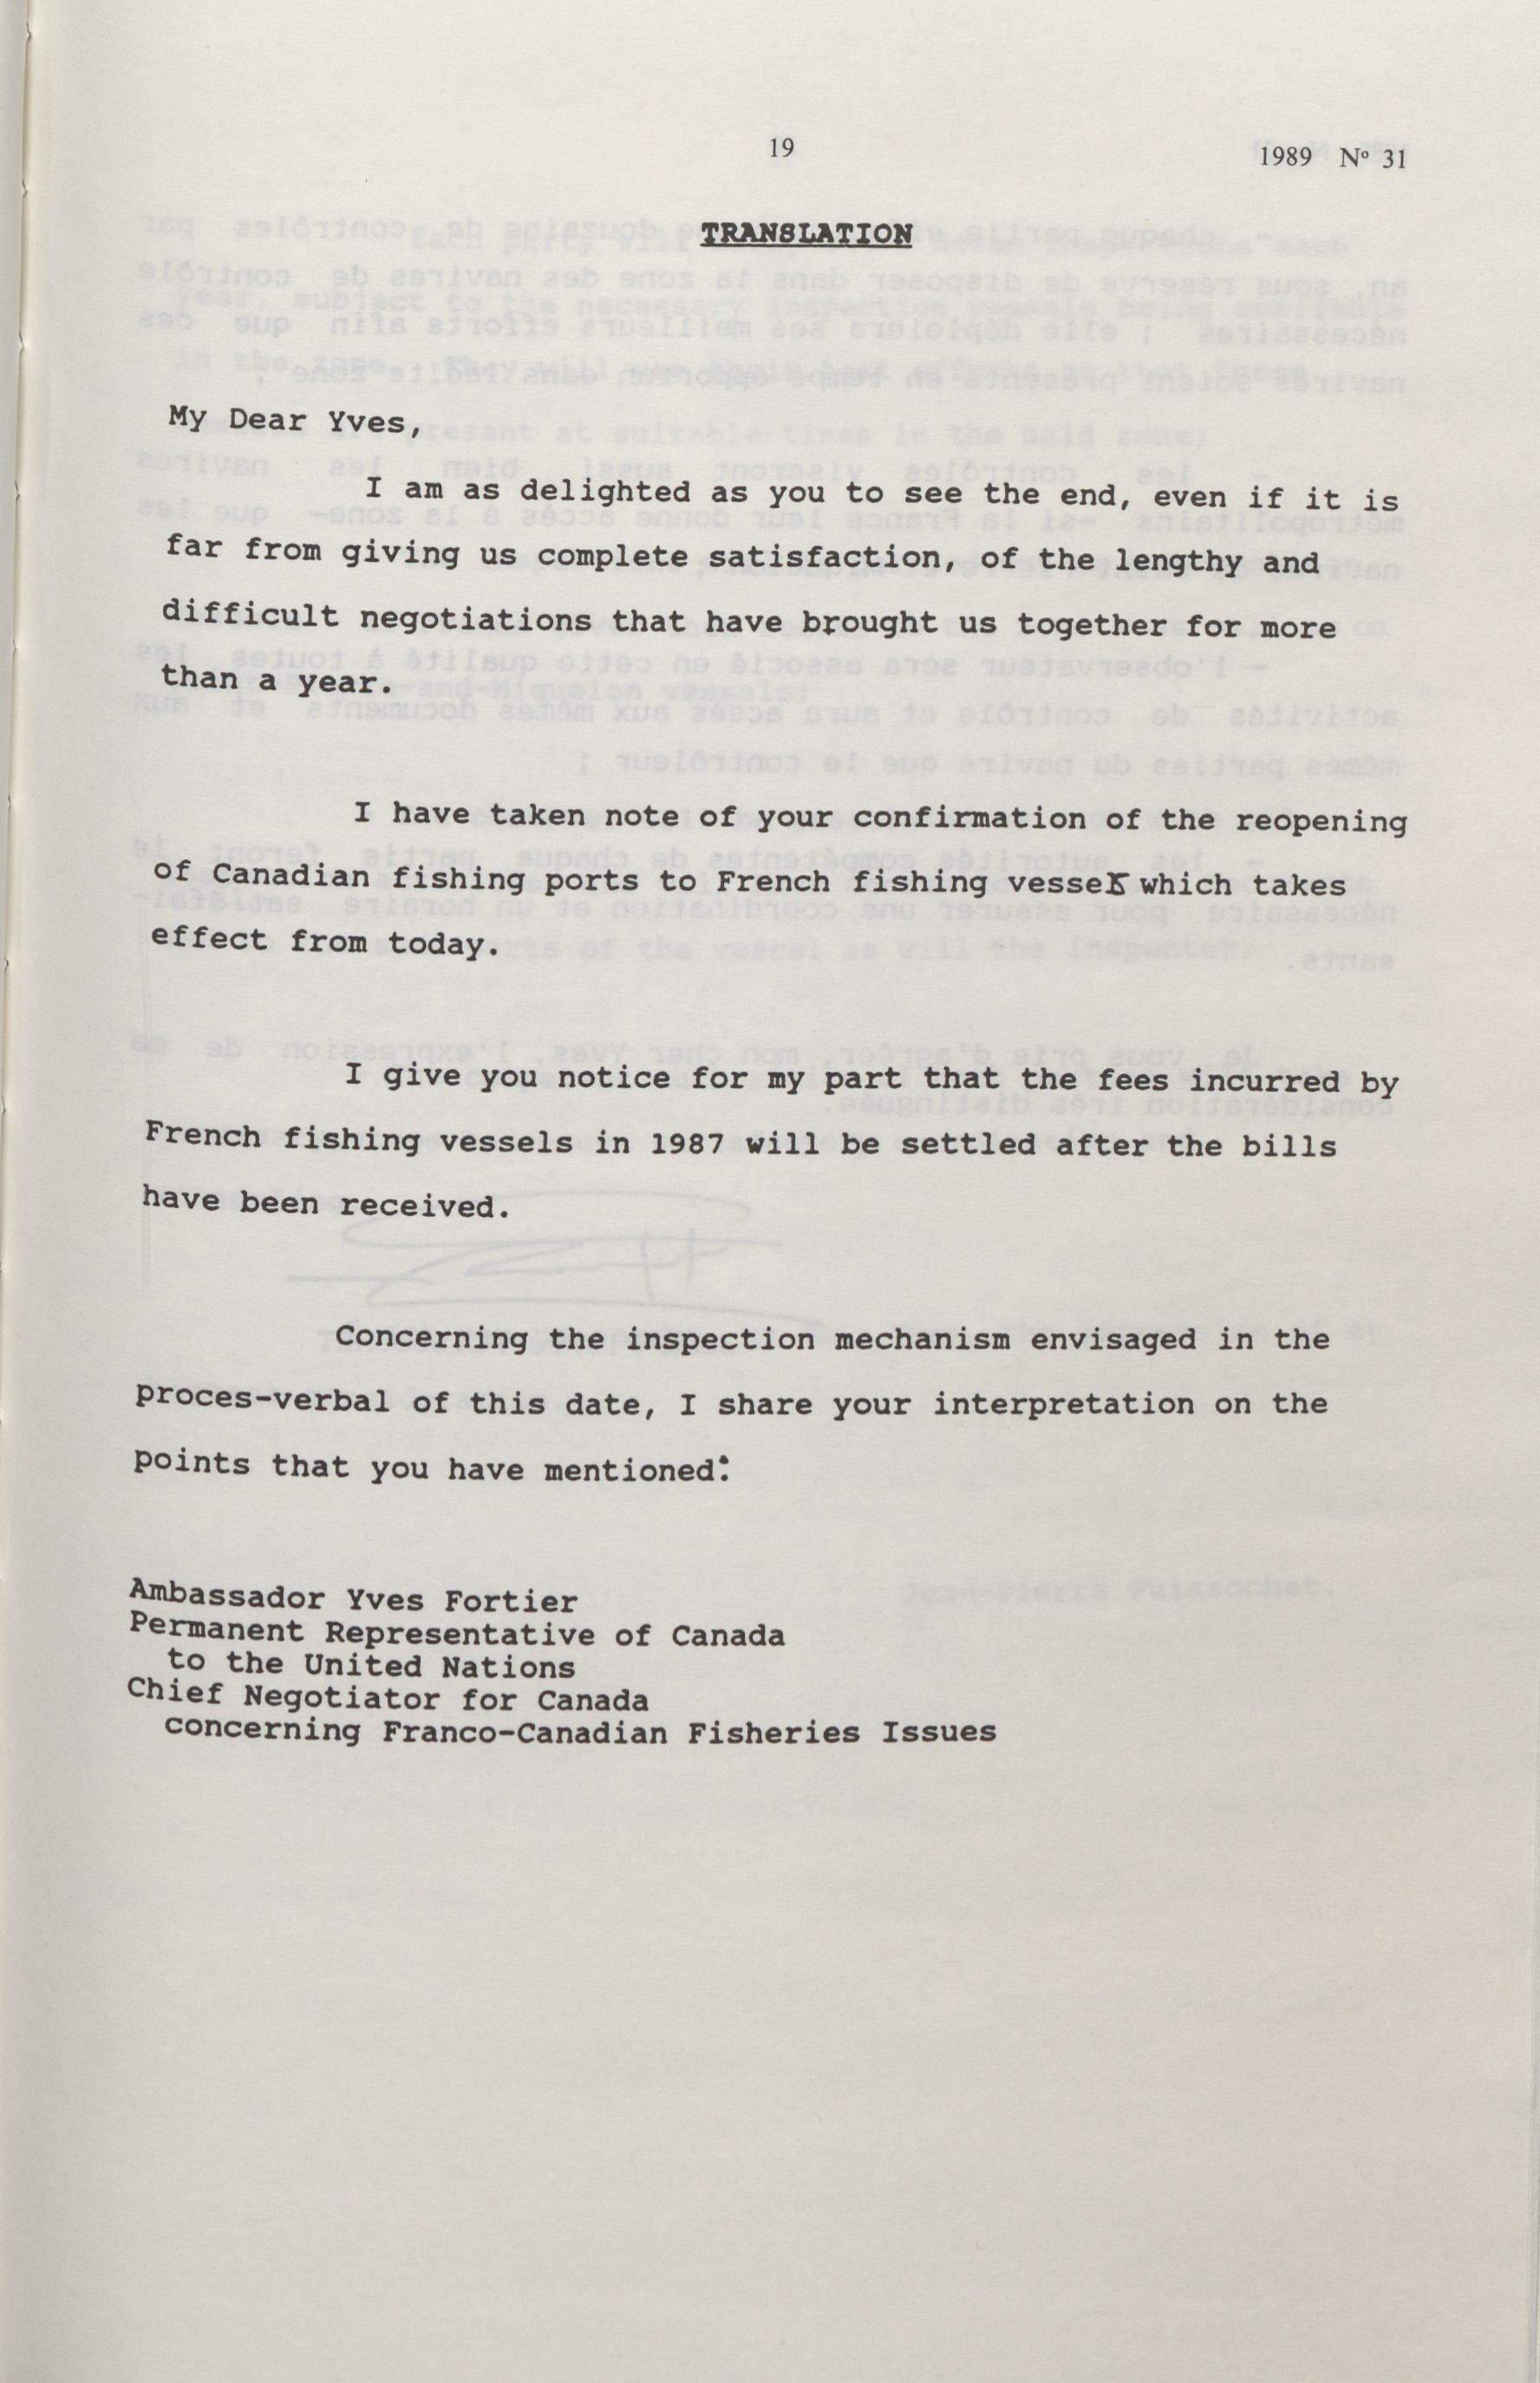 19
1989 Nº 31
TRANSLATION
My Dear Yves,
I am as delighted as you to see the end, even if it is
far from giving us complete satisfaction, of the lengthy and
difficult negotiations that have brought us together for more
than a year.
I have taken note of your confirmation of the reopening
of Canadian fishing ports to French fishing vessels which takes
effect from today.
I give you notice for my part that the fees incurred by
French fishing vessels in 1987 will be settled after the bills
have been received.
Concerning the inspection mechanism envisaged in the
proces-verbal of this date, I share your interpretation on the
points that you have mentioned:
Ambassador Yves Fortier
Permanent Representative of Canada
to the United Nations
Chief Negotiator for Canada
concerning Franco-Canadian Fisheries Issues